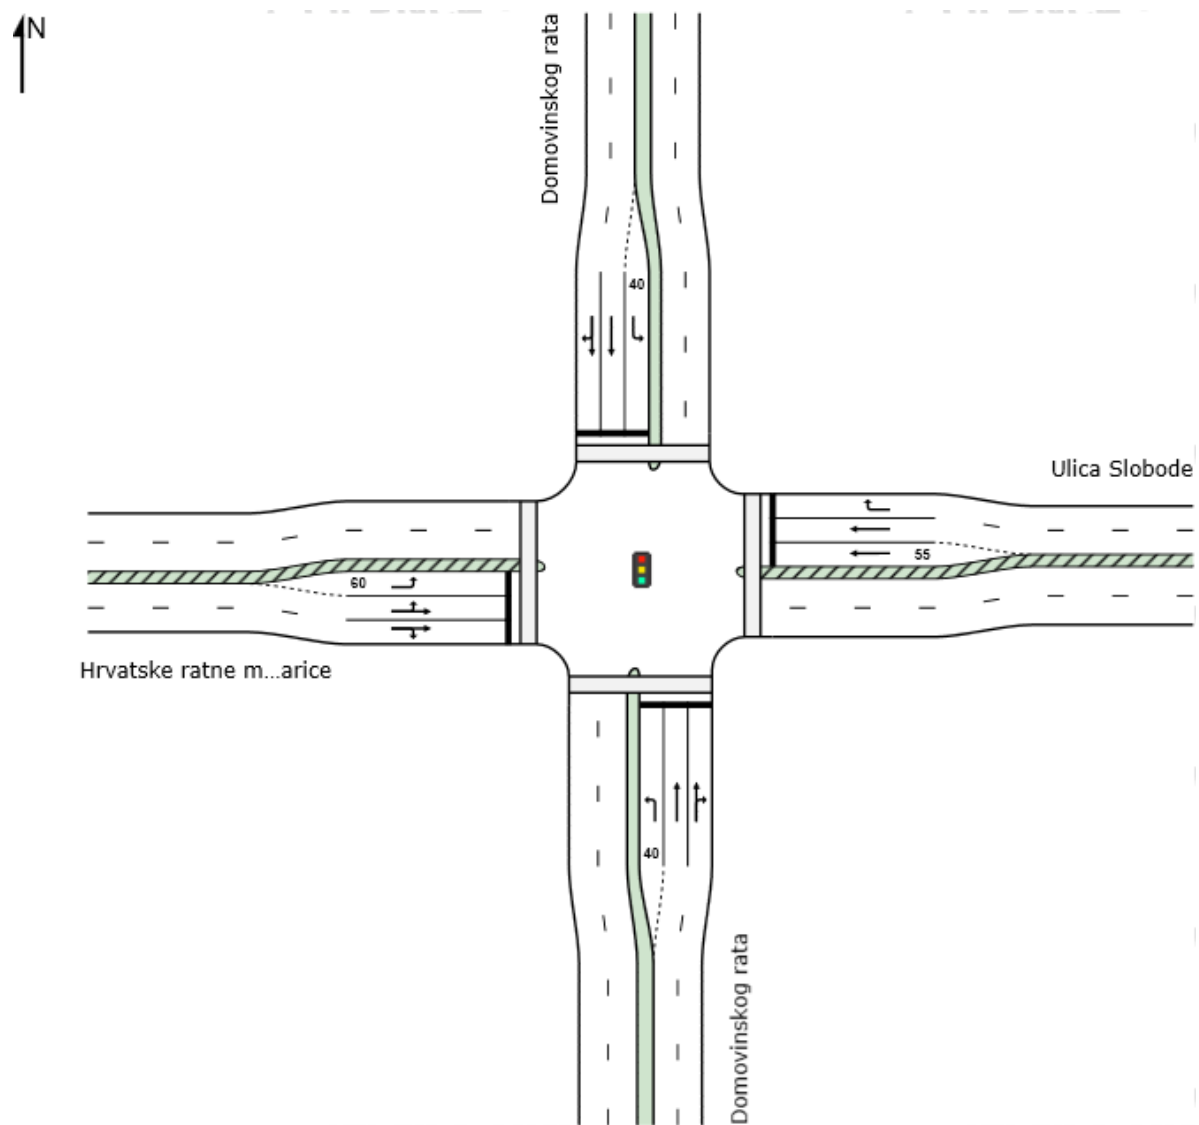 N
Domovinskog rata
40
Ulica Slobode
55
60
Hrvatske ratne m...arice
40
Domovinskog rata